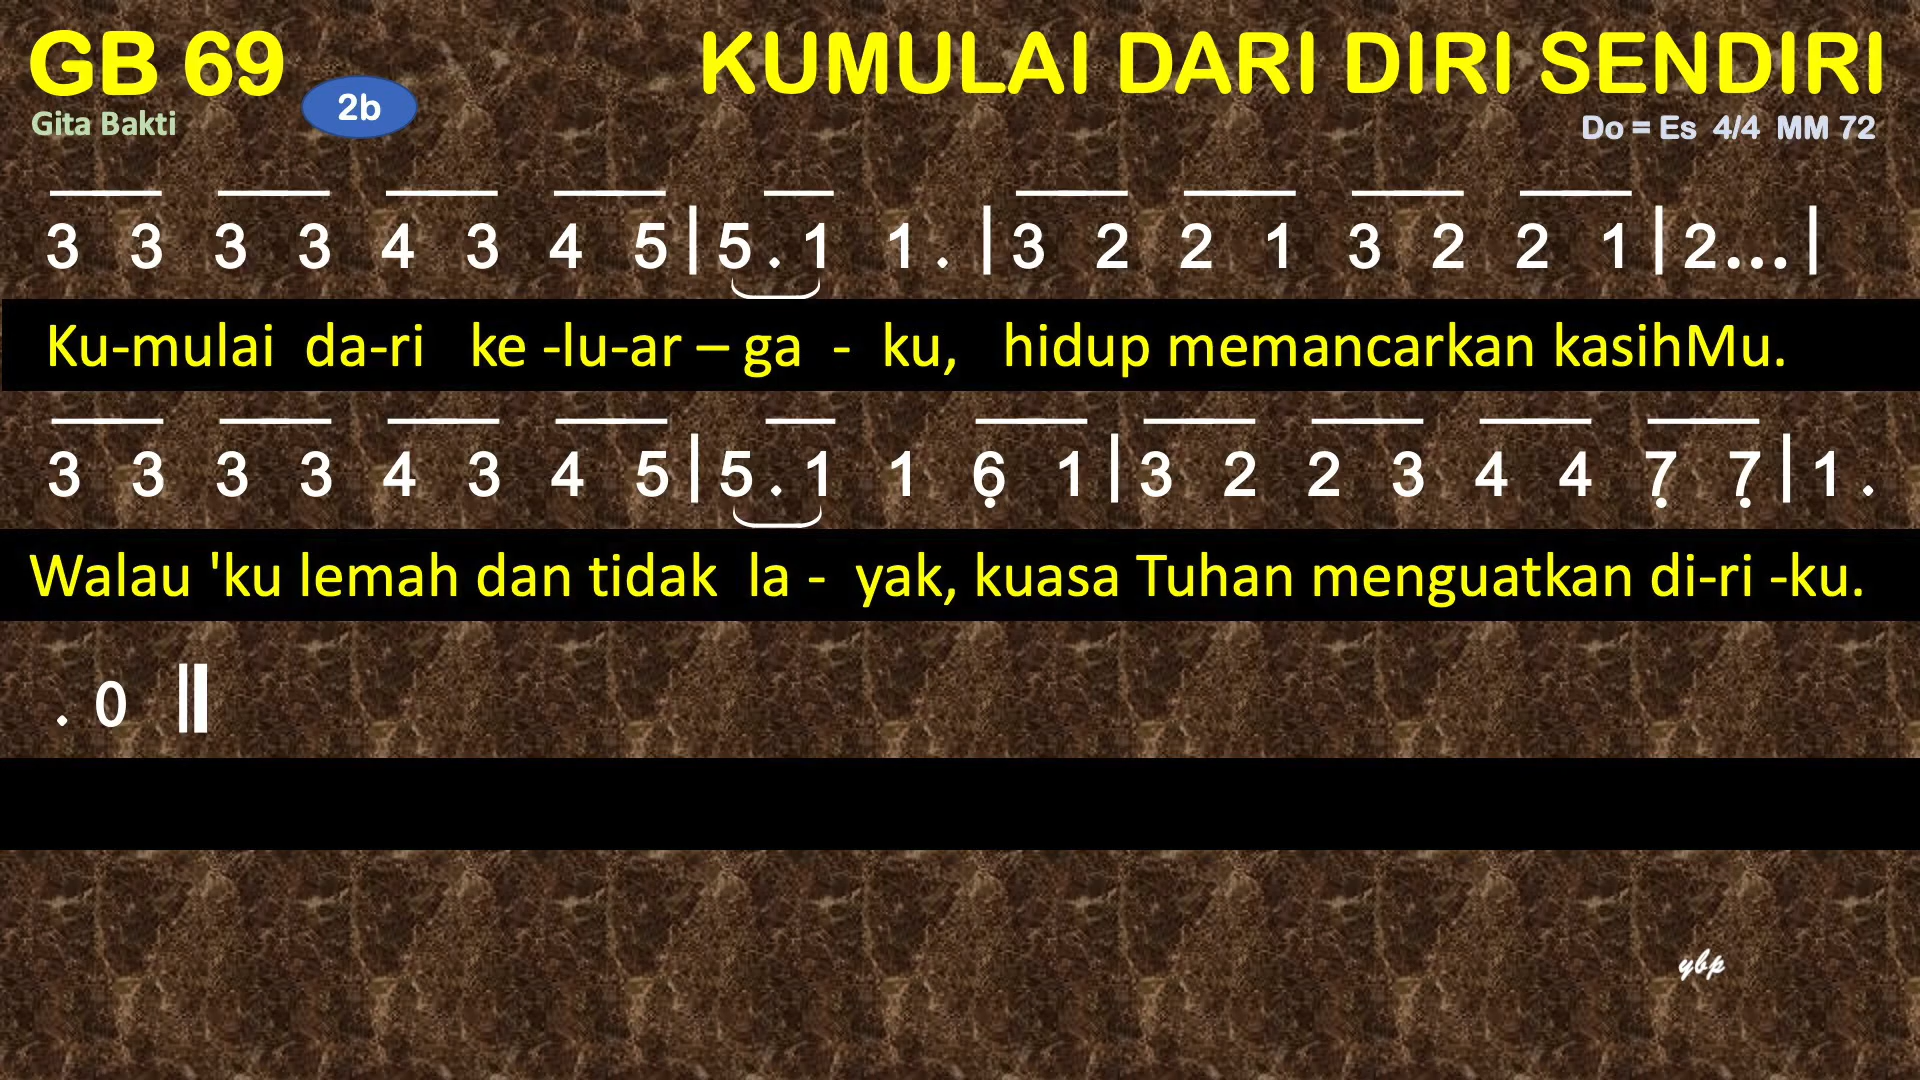 GB 69
KUMULAI DARI DIRI SENDIRI
Gita Bakti
2b
Do = Es 4/4 MM 72
3 3 3 3 4 3 4 5 | 5 . 1 1 . | 3 2 2 1 3 2 2 1 | 2 . . . |
Ku-mulai da-ri ke -lu-ar – ga - ku, hidup memancarkan kasihMu.
3 3 3 3 4 3 4 5 | 5 . 1 1 6̣ 1 | 3 2 2 3 4 4 7̣ 7̣ | 1 .
Walau 'ku lemah dan tidak la - yak, kuasa Tuhan menguatkan di-ri -ku.
. 0 ||
ybp